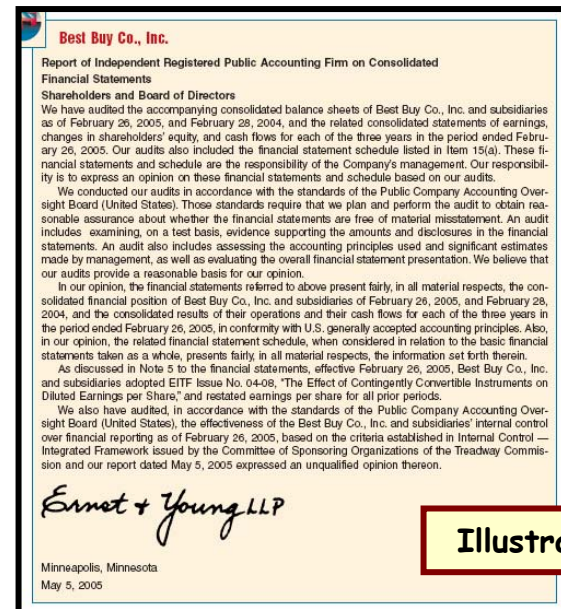 Best Buy Co., Inc.
Report of Independent Registered Public Accounting Firm on Consolidated
Financial Statements
Shareholders and Board of Directors
We have audited the accompanying consolidated balance sheets of Best Buy Co., Inc. and subsidiaries
as of February 26, 2005, and February 28, 2004, and the related consolidated statements of earnings,
changes in shareholders' equity, and cash flows for each of the three years in the period ended Febru-
ary 26, 2005. Our audits also included the financial statement schedule listed in Item 15(a). These fi-
nancial statements and schedule are the responsibility of the Company's management. Our responsibil-
ity is to express an opinion on these financial statements and schedule based on our audits.
We conducted our audits in accordance with the standards of the Public Company Accounting Over-
sight Board (United States). Those standards require that we plan and perform the audit to obtain rea-
sonable assurance about whether the financial statements are free of material misstatement. An audit
includes examining, on a test basis, evidence supporting the amounts and disclosures in the financial
statements. An audit also includes assessing the accounting principles used and significant estimates
made by management, as well as evaluating the overall financial statement presentation. We believe that
our audits provide a reasonable basis for our opinion.
In our opinion, the financial statements referred to above present fairly, in all material respects, the con-
solidated financial position of Best Buy Co., Inc. and subsidiaries of February 26, 2005, and February 28,
2004, and the consolidated results of their operations and their cash flows for each of the three years in
the period ended February 26, 2005, in conformity with U.S. generally accepted accounting principles. Also,
in our opinion, the related financial statement schedule, when considered in relation to the basic financial
statements taken as a whole, presents fairly, in all material respects, the information set forth therein.
As discussed in Note 5 to the financial statements, effective February 26, 2005, Best Buy Co., Inc.
and subsidiaries adopted EITF Issue No. 04-08, "The Effect of Contingently Convertible Instruments on
Diluted Earnings per Share," and restated earnings per share for all prior periods.
We also have audited, in accordance with the standards of the Public Company Accounting Over-
sight Board (United States), the effectiveness of the Best Buy Co., Inc. and subsidiaries' internal control
over financial reporting as of February 26, 2005, based on the criteria established in Internal Control —
Integrated Framework issued by the Committee of Sponsoring Organizations of the Treadway Commis-
sion and our report dated May 5, 2005 expressed an unqualified opinion thereon.
Ernst + Young LLP
Illustra
Minneapolis, Minnesota
May 5, 2005